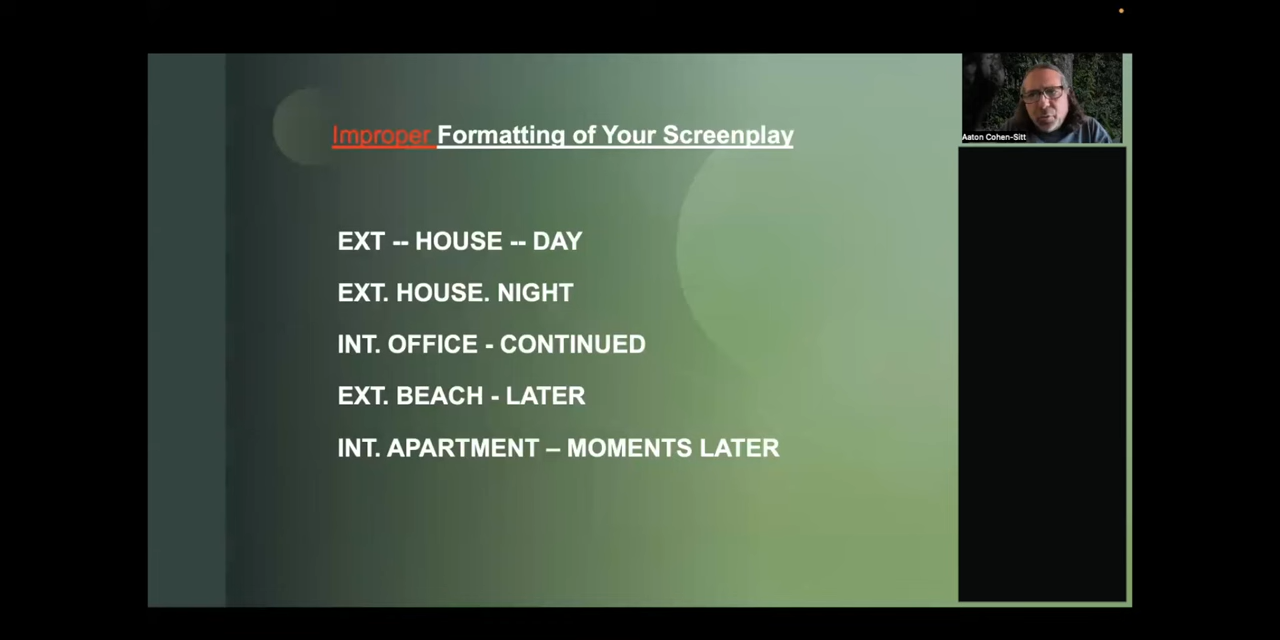 Improper Formatting of Your Screenplay
Aaton Cohen-Sitt
EXT -- HOUSE -- DAY
EXT. HOUSE. NIGHT
INT. OFFICE - CONTINUED
EXT. BEACH - LATER
INT. APARTMENT – MOMENTS LATER